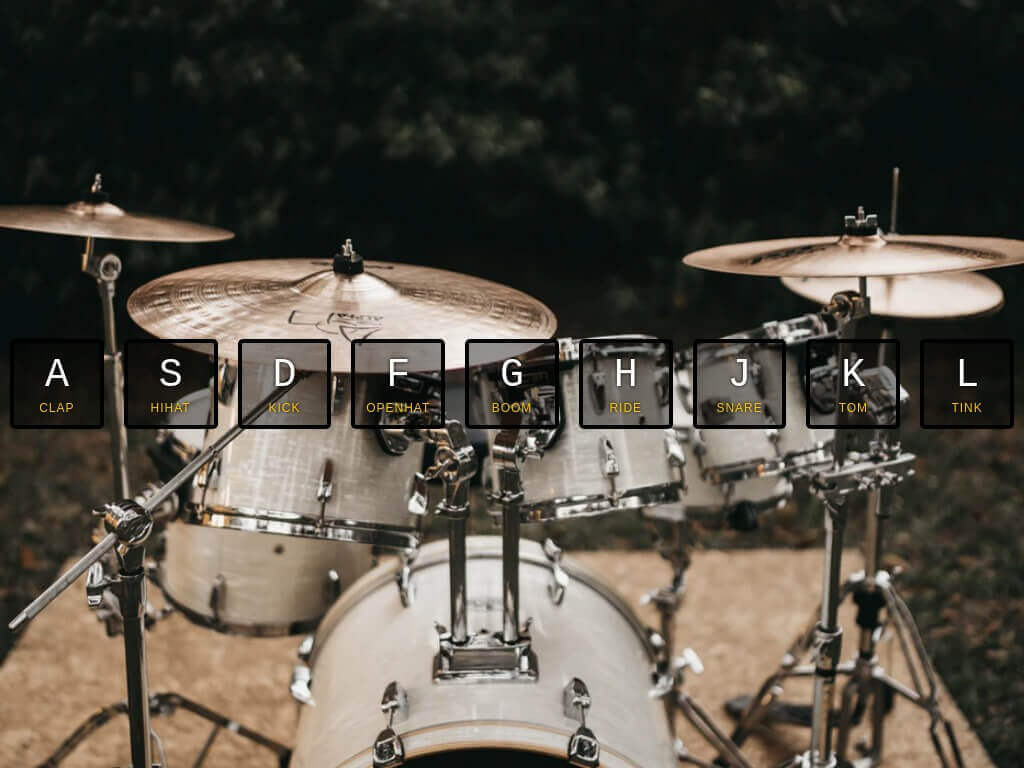 A S D F G H J K L
CLAP HIHAT KICK OPENHAT BOOM RIDE SNARE TOM TINK